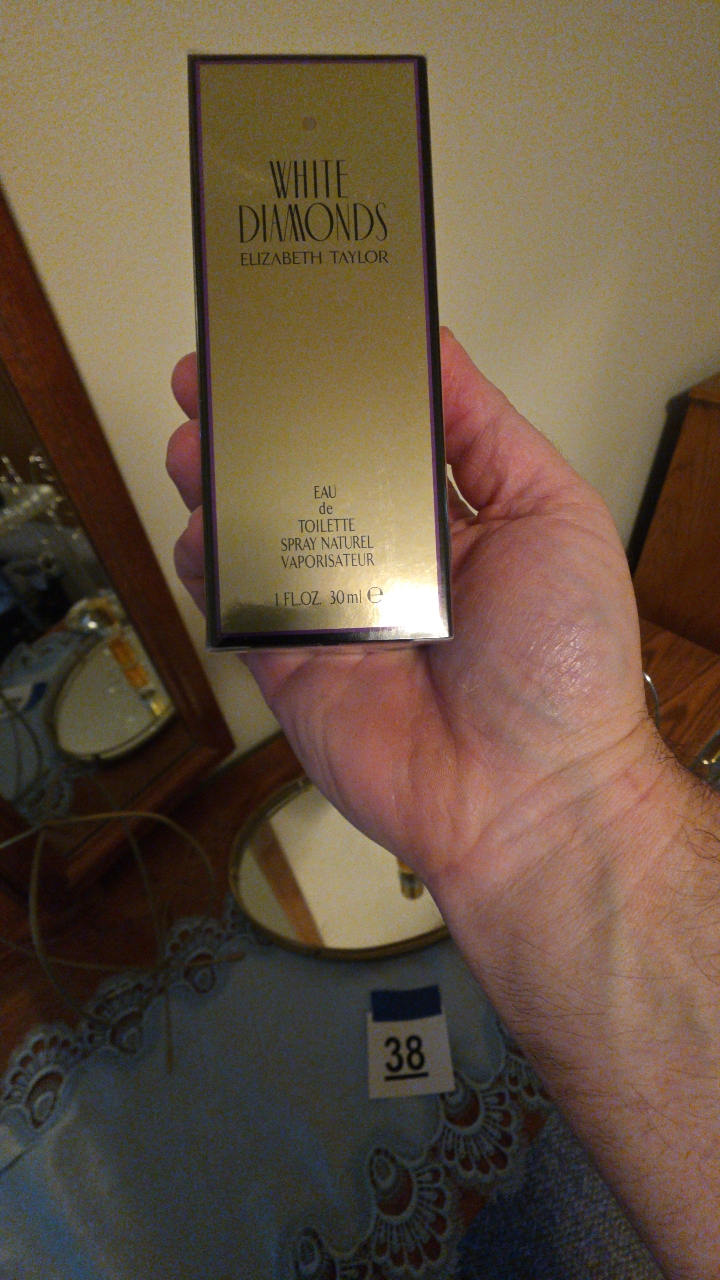 WHITE
DIAMONDS
ELIZABETH TAYLOR
EAU
de
TOILETTE
SPRAY NATUREL
VAPORISATEUR
1 FL.OZ. 30 ml ℮
38